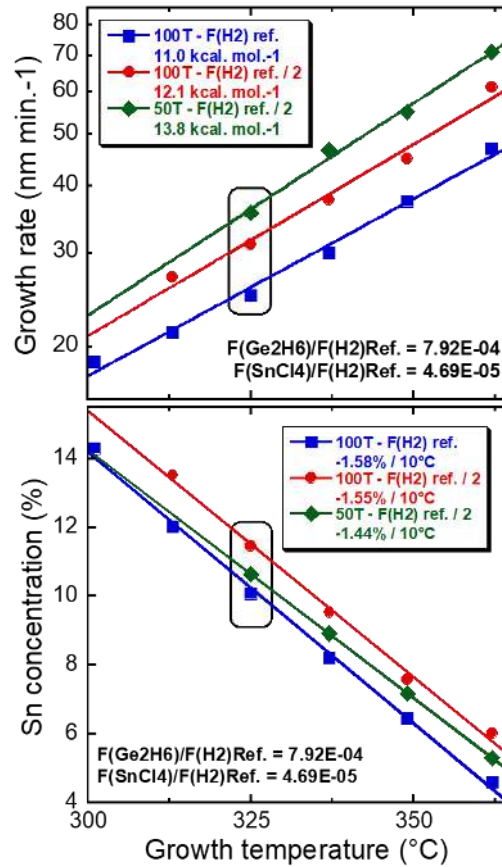 80
70
60
50
40
30
20
Growth rate (nm min.-1)
100T - F(H2) ref.
11.0 kcal. mol.-1
100T - F(H2) ref. / 2
12.1 kcal. mol.-1
50T - F(H2) ref. / 2
13.8 kcal. mol.-1
F(Ge2H6)/F(H2)Ref. = 7.92E-04
F(SnCl4)/F(H2)Ref. = 4.69E-05
14
12
10
8
6
4
Sn concentration (%)
100T - F(H2) ref.
-1.58% / 10°C
100T - F(H2) ref. / 2
-1.55% / 10°C
50T - F(H2) ref. / 2
-1.44% / 10°C
F(Ge2H6)/F(H2)Ref. = 7.92E-04
F(SnCl4)/F(H2)Ref. = 4.69E-05
300 325 350
Growth temperature (°C)